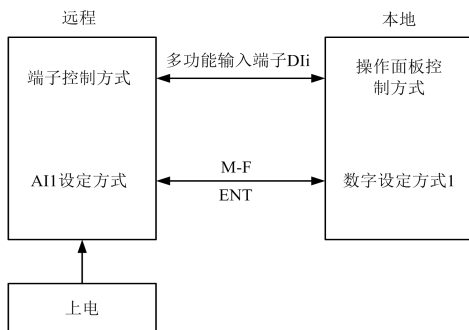 远程
本地
端子控制方式
多功能输入端子DIi
操作面板控
制方式
AI1设定方式
M-F
ENT
数字设定方式1
上电